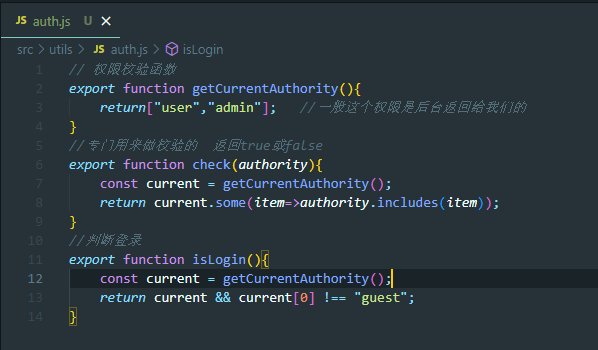 JS auth.js U ×
src > utils > JS auth.js > isLogin
1 // 权限校验函数
2 export function getCurrentAuthority(){
3 return["user","admin"]; //一般这个权限是后台返回给我们的
4 }
5 //专门用来做校验的 返回true或false
6 export function check(authority){
7 const current = getCurrentAuthority();
8 return current.some(item=>authority.includes(item));
9 }
10 //判断登录
11 export function isLogin(){
12 const current = getCurrentAuthority();
13 return current && current[0] !== "guest";
14 }